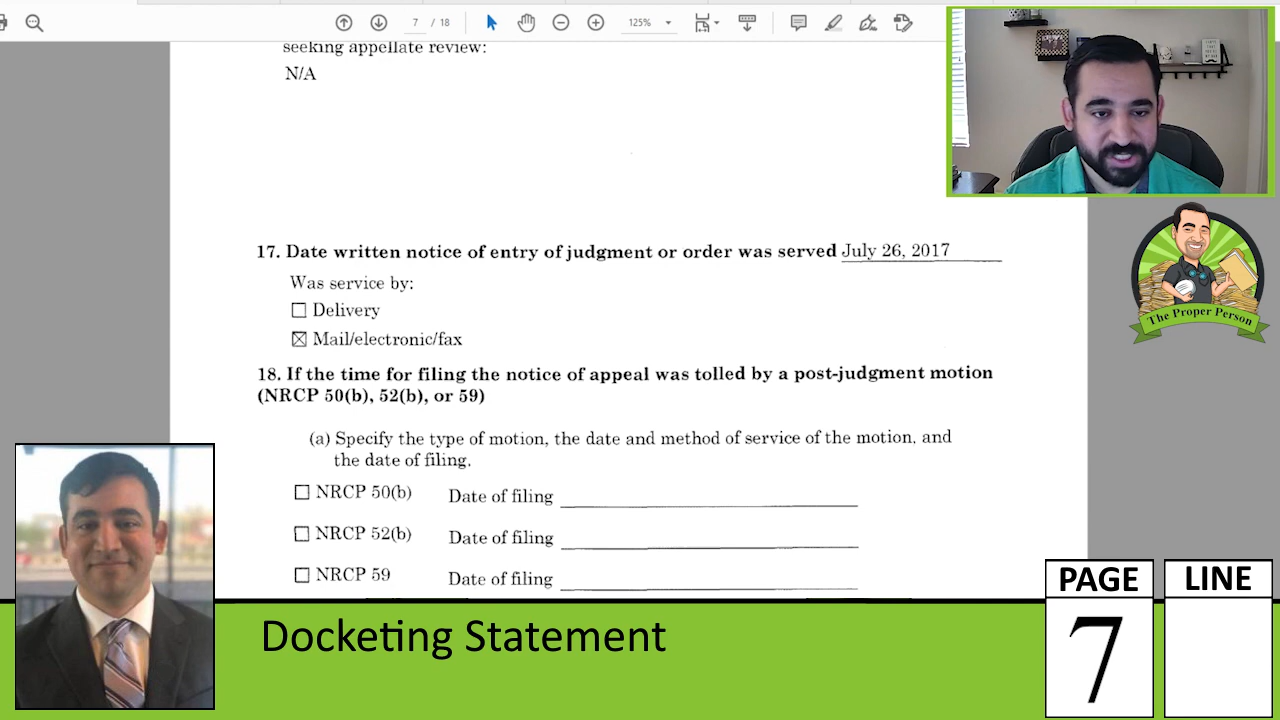 7 / 18
125%
seeking appellate review:
N/A
17. Date written notice of entry of judgment or order was served July 26, 2017
Was service by:
Delivery
Mail/electronic/fax
18. If the time for filing the notice of appeal was tolled by a post-judgment motion
(NRCP 50(b), 52(b), or 59)
(a) Specify the type of motion, the date and method of service of the motion, and
the date of filing.
NRCP 50(b) Date of filing
NRCP 52(b) Date of filing
NRCP 59 Date of filing
The Proper Person
Docketing Statement
PAGE
7
LINE